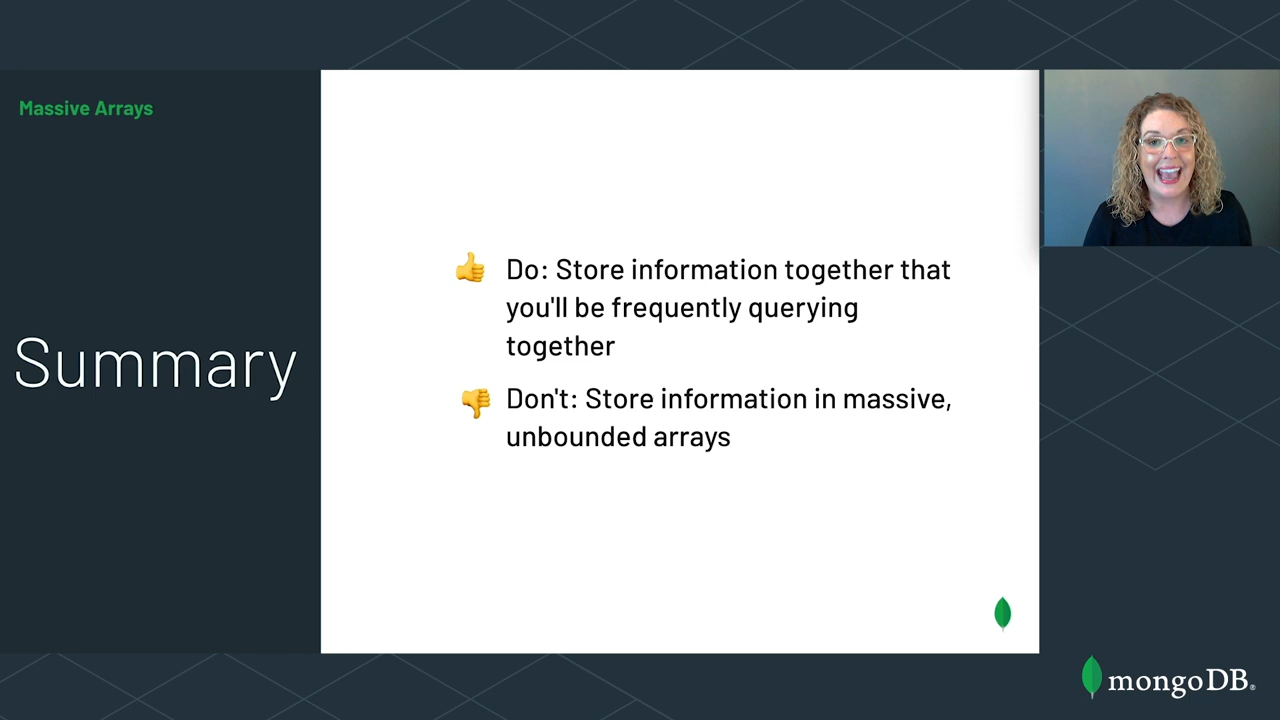 Massive Arrays
Summary
👍 Do: Store information together that
you'll be frequently querying
together
👎 Don't: Store information in massive,
unbounded arrays
mongoDB®